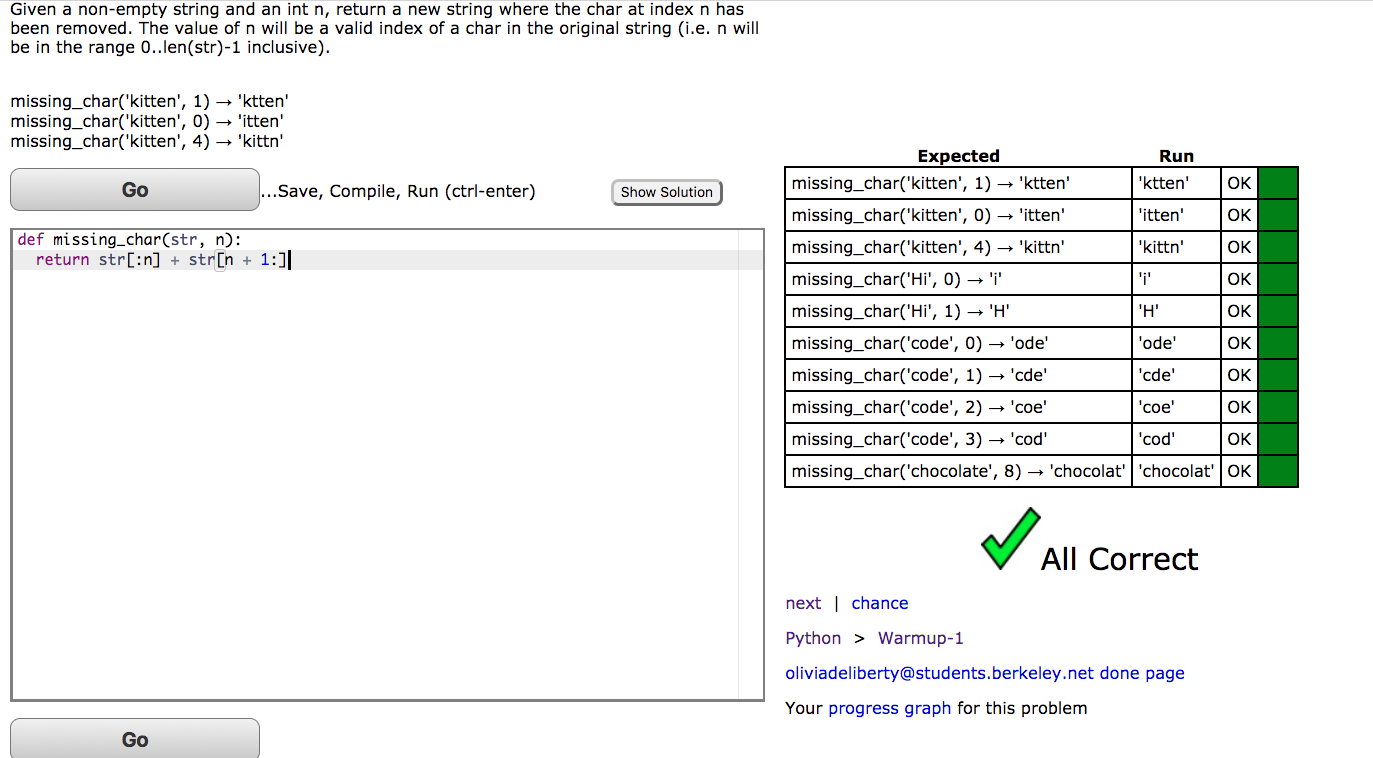 Given a non-empty string and an int n, return a new string where the char at index n has
been removed. The value of n will be a valid index of a char in the original string (i.e. n will
be in the range 0..len(str)-1 inclusive).
missing_char('kitten', 1) → 'ktten'
missing_char('kitten', 0) → 'itten'
missing_char('kitten', 4) → 'kittn'
Go ...Save, Compile, Run (ctrl-enter) Show Solution
def missing_char(str, n):
  return str[:n] + str[n + 1:]
Go
Expected Run
missing_char('kitten', 1) → 'ktten' 'ktten' OK
missing_char('kitten', 0) → 'itten' 'itten' OK
missing_char('kitten', 4) → 'kittn' 'kittn' OK
missing_char('Hi', 0) → 'i' 'i' OK
missing_char('Hi', 1) → 'H' 'H' OK
missing_char('code', 0) → 'ode' 'ode' OK
missing_char('code', 1) → 'cde' 'cde' OK
missing_char('code', 2) → 'coe' 'coe' OK
missing_char('code', 3) → 'cod' 'cod' OK
missing_char('chocolate', 8) → 'chocolat' 'chocolat' OK
All Correct
next | chance
Python > Warmup-1
oliviadeliberty@students.berkeley.net done page
Your progress graph for this problem